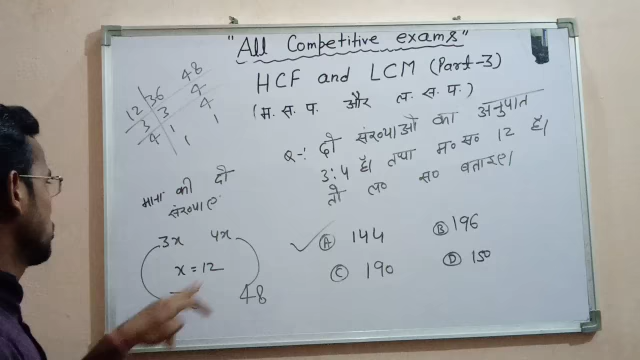 "All Competitive exams"
HCF and LCM (Part-3)
(म. स. प. और ल. स. प.)
Q-: दो संख्याओं का अनुपात
3:4 है। तथा म० स० 12 है।
तो ल० स० बताइए।
A 144
B 196
C 190
D 150
12 36 48
3 3 4
4 1 4
1 1
माना की दो
संख्याए
3x 4x
x = 12
48